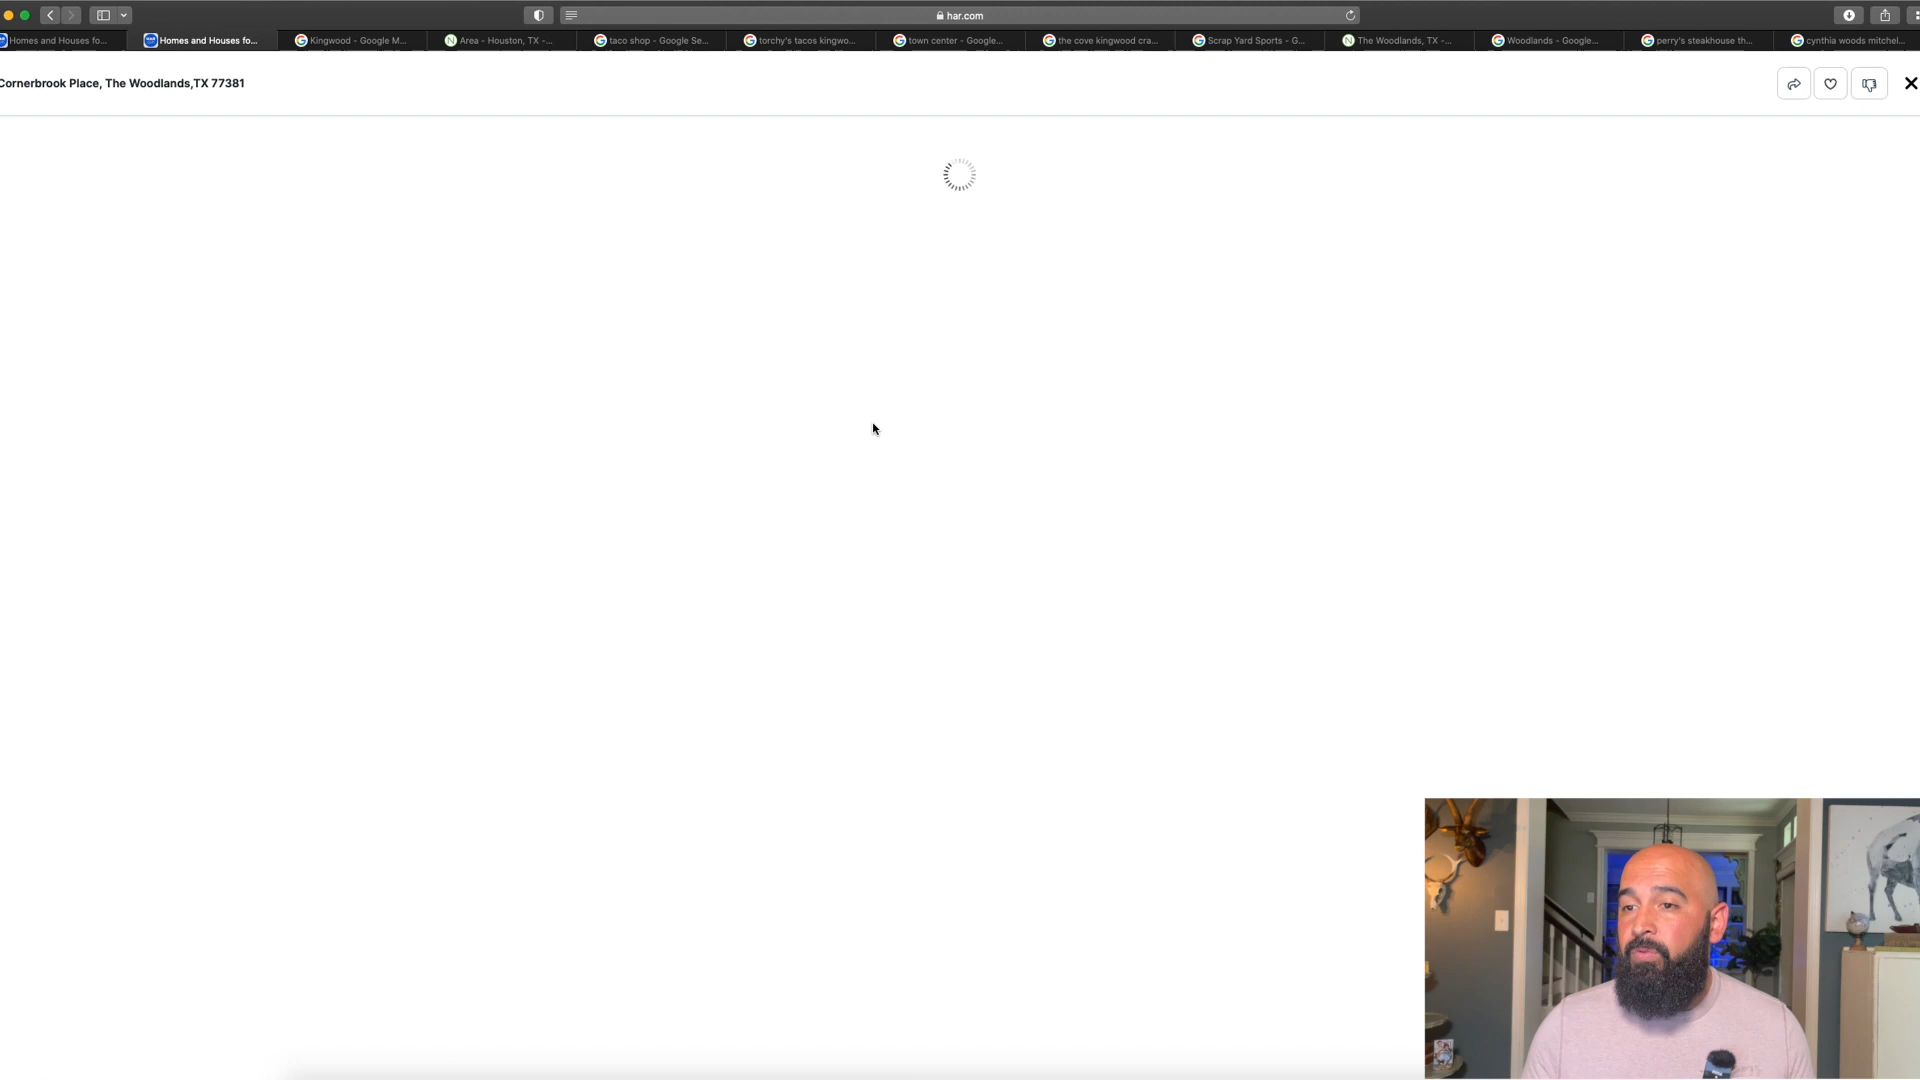 har.com
Homes and Houses fo...
Homes and Houses fo...
Kingwood - Google M...
Area - Houston, TX -...
taco shop - Google Se...
torchy's tacos kingwo...
town center - Google...
the cove kingwood cra...
Scrap Yard Sports - G...
The Woodlands, TX -...
Woodlands - Google...
perry's steakhouse th...
cynthia woods mitchel...
Cornerbrook Place, The Woodlands,TX 77381